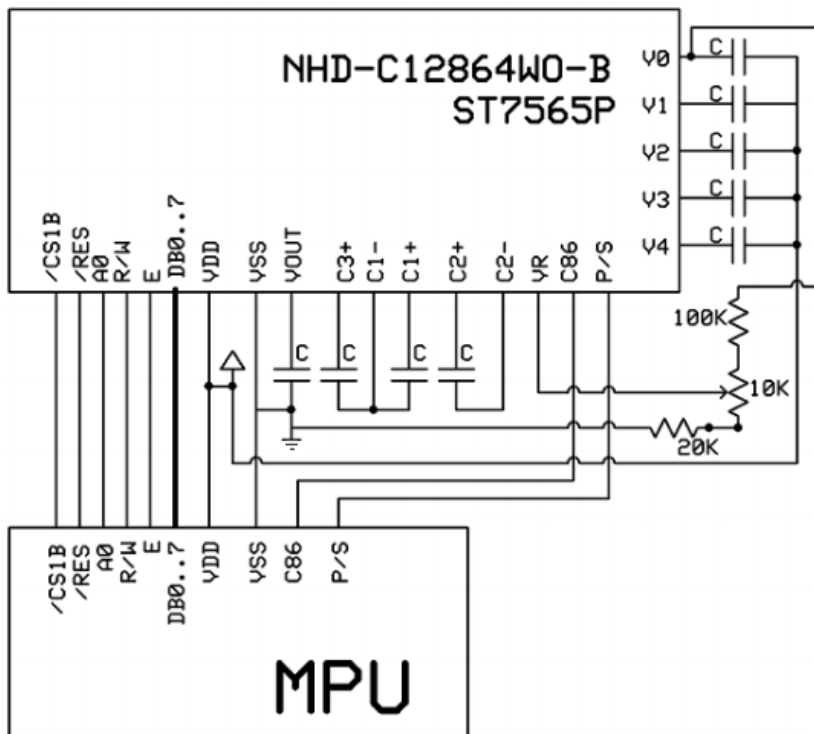 NHD-C12864WO-B
ST7565P
V0
C
V1
C
V2
C
V3
C
V4
C
/CS1B
/RES
A0
R/W
E
DB0..7
VDD
VSS
VOUT
C3+
C1-
C1+
C2+
C2-
VR
C86
P/S
100K
C
C
C
C
10K
20K
/CS1B
/RES
A0
R/W
E
DB0..7
VDD
VSS
C86
P/S
MPU